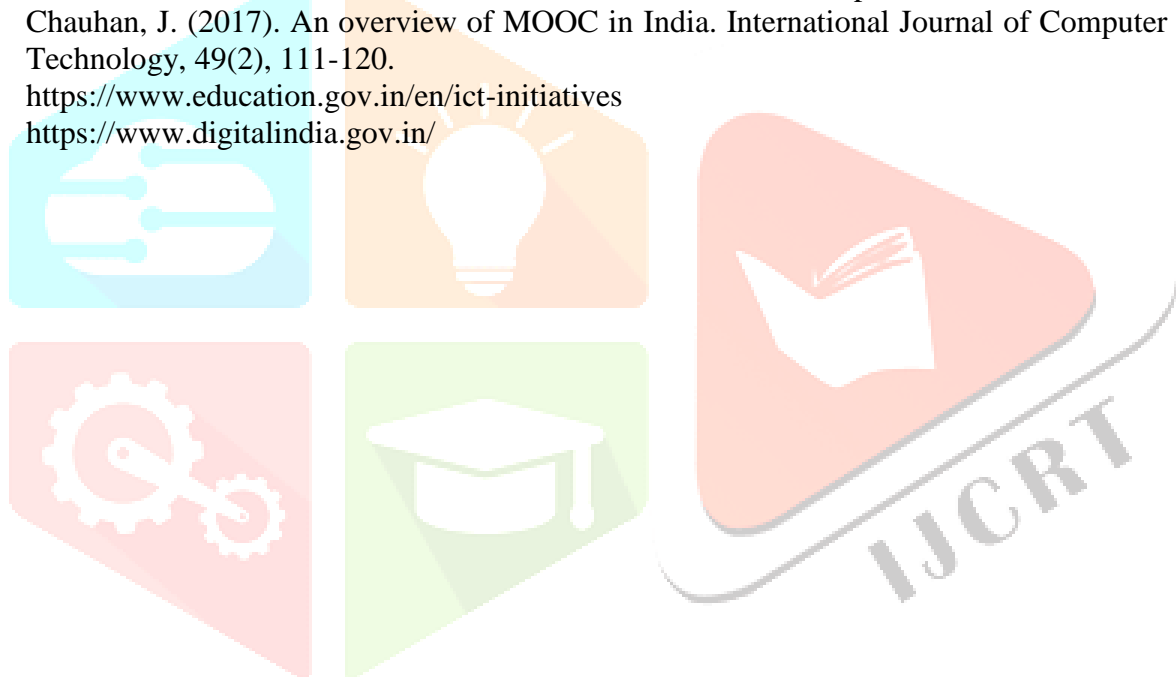 Chauhan, J. (2017). An overview of MOOC in India. International Journal of Computer
Technology, 49(2), 111-120.
https://www.education.gov.in/en/ict-initiatives
https://www.digitalindia.gov.in/
IJCRT